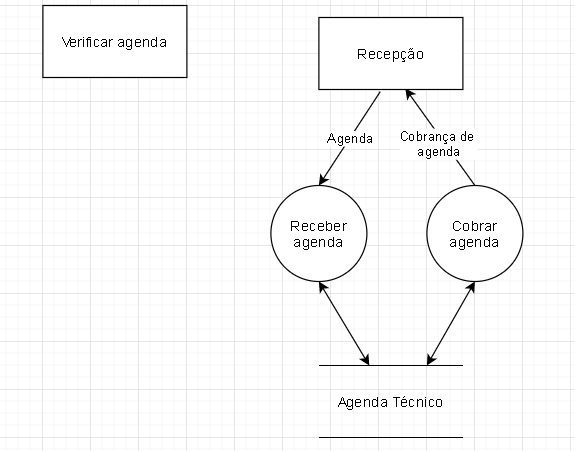 Verificar agenda
Recepção
Agenda
Cobrança de
agenda
Receber
agenda
Cobrar
agenda
Agenda Técnico